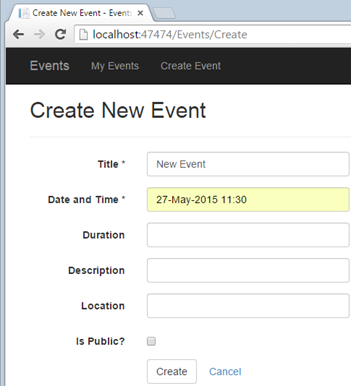 Create New Event - Events
localhost:47474/Events/Create
Events My Events Create Event
Create New Event
Title * New Event
Date and Time * 27-May-2015 11:30
Duration
Description
Location
Is Public?
Create Cancel